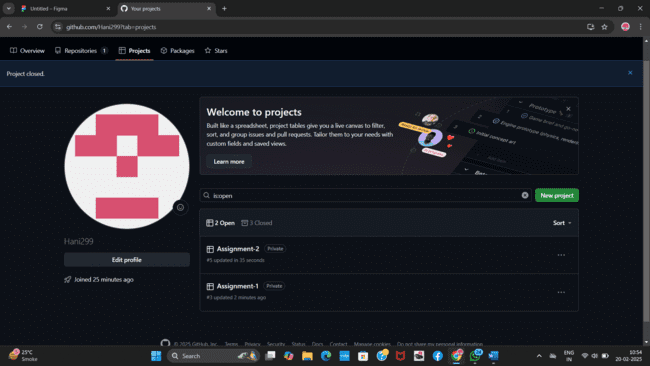 Untitled – Figma
Your projects
github.com/Hani299?tab=projects
Overview
Repositories 1
Projects
Packages
Stars
Project closed.
Welcome to projects
Built like a spreadsheet, project tables give you a live canvas to filter,
sort, and group issues and pull requests. Tailor them to your needs with
custom fields and saved views.
Learn more
Prototype
Initial concept art
is:open
New project
2 Open
3 Closed
Sort
Assignment-2 Private
#5 updated in 35 seconds
Assignment-1 Private
#3 updated 2 minutes ago
Hani299
Edit profile
Joined 25 minutes ago
© 2025 GitHub, Inc.
Terms
Privacy
Security
Status
Docs
Contact
Manage cookies
Do not share my personal information
25°C
Smoke
Search
ENG
IN
10:54
20-02-2025